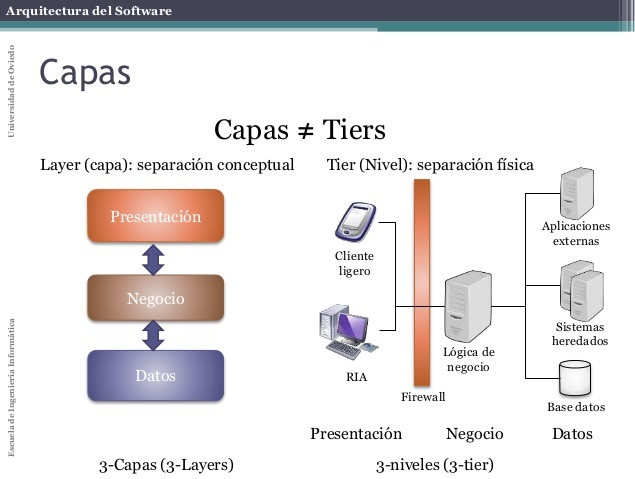 Arquitectura del Software
Universidad de Oviedo
Escuela de Ingeniería Informática
Capas
Capas ≠ Tiers
Layer (capa): separación conceptual
Presentación
Negocio
Datos
3-Capas (3-Layers)
Tier (Nivel): separación física
Cliente
ligero
RIA
Firewall
Lógica de
negocio
Aplicaciones
externas
Sistemas
heredados
Base datos
Presentación Negocio Datos
3-niveles (3-tier)